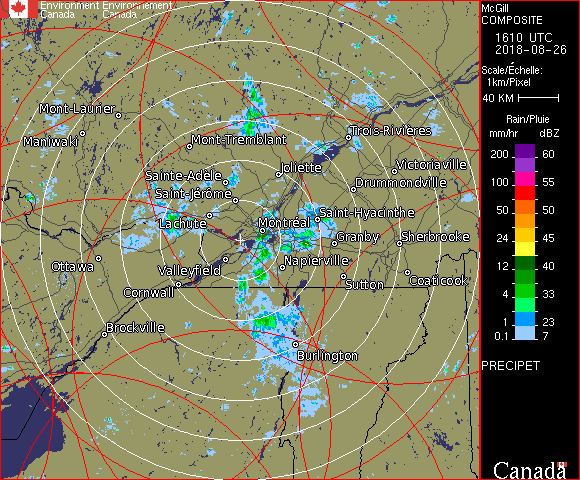 Environment Environnement
Canada Canada
McGill
COMPOSITE
1610 UTC
2018-08-26
Scale/Échelle:
1km/Pixel
40 KM
Rain/Pluie
mm/hr dBZ
200 60
100 55
50 50
24 45
12 40
4 33
1 23
0.1 7
PRECIPET
Mont-Laurier
Maniwaki
Mont-Tremblant
Trois-Rivières
Joliette
Victoriaville
Sainte-Adèle
Drummondville
Saint-Jérôme
Saint-Hyacinthe
Lachute
Montréal
Granby
Sherbrooke
Ottawa
Valleyfield
Napierville
Cornwall
Sutton
Coaticook
Brockville
Burlington
Canada